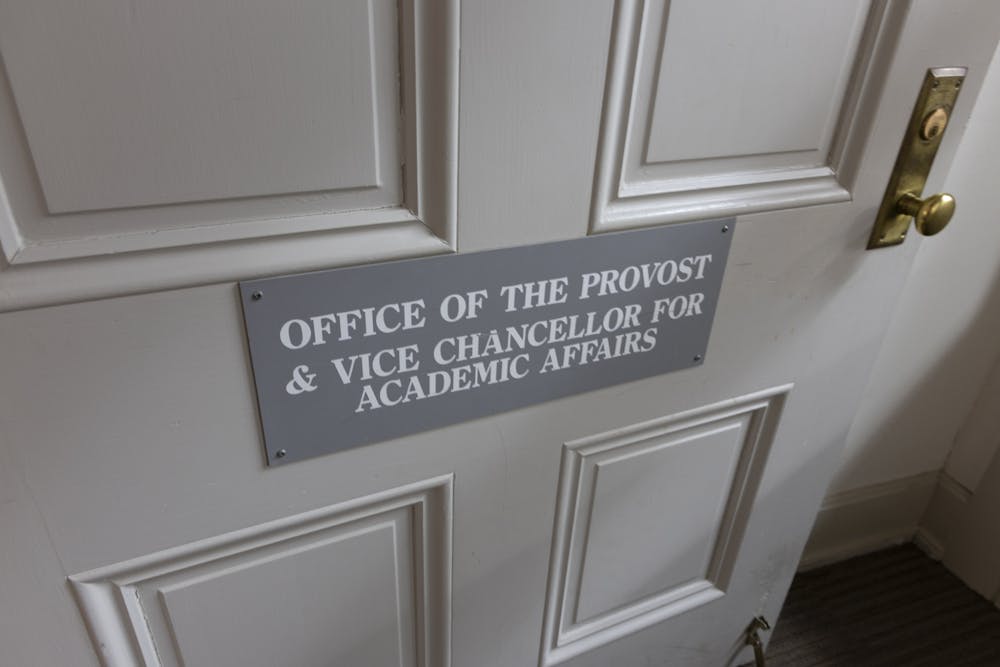 OFFICE OF THE PROVOST
& VICE CHANCELLOR FOR
ACADEMIC AFFAIRS